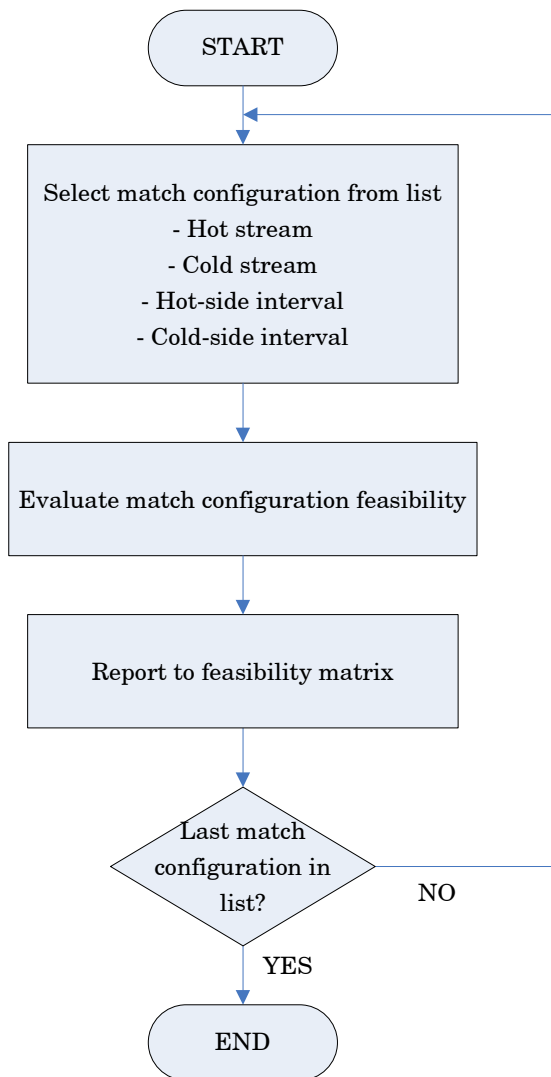 START
Select match configuration from list
- Hot stream
- Cold stream
- Hot-side interval
- Cold-side interval
Evaluate match configuration feasibility
Report to feasibility matrix
Last match
configuration in
list?
NO
YES
END